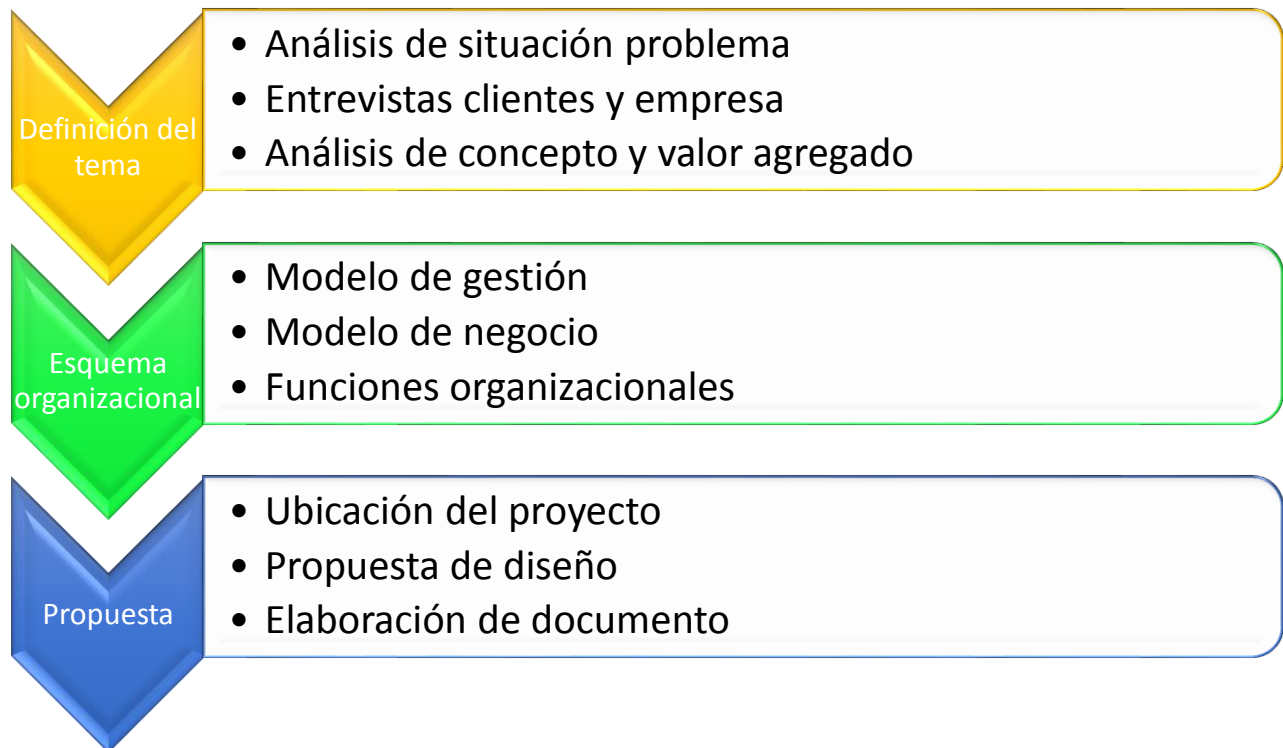 Definición del
tema
• Análisis de situación problema
• Entrevistas clientes y empresa
• Análisis de concepto y valor agregado
Esquema
organizacional
• Modelo de gestión
• Modelo de negocio
• Funciones organizacionales
Propuesta
• Ubicación del proyecto
• Propuesta de diseño
• Elaboración de documento